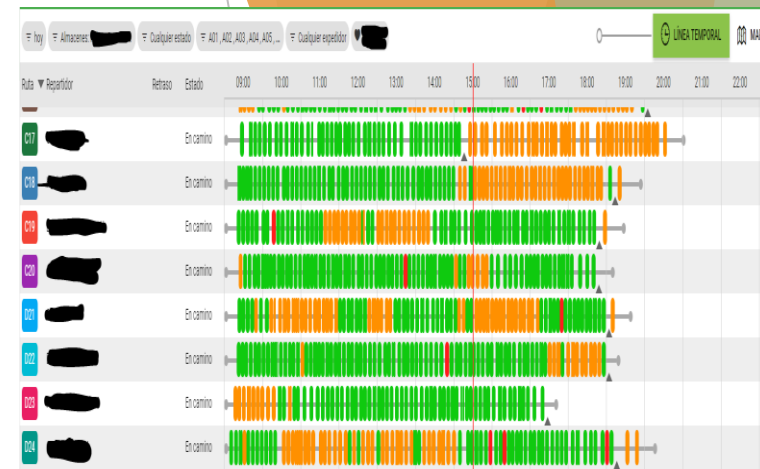 hoy Almacenes: Cualquier estado A01, A02, A03, A04, A05, ... Cualquier expedidor LÍNEA TEMPORAL MA
Ruta Repartidor Retraso Estado 09:00 10:00 11:00 12:00 13:00 14:00 15:00 16:00 17:00 18:00 19:00 20:00 21:00 22:00
C17 En camino
C18 En camino
C19 En camino
C20 En camino
D21 En camino
D22 En camino
D23 En camino
D24 En camino